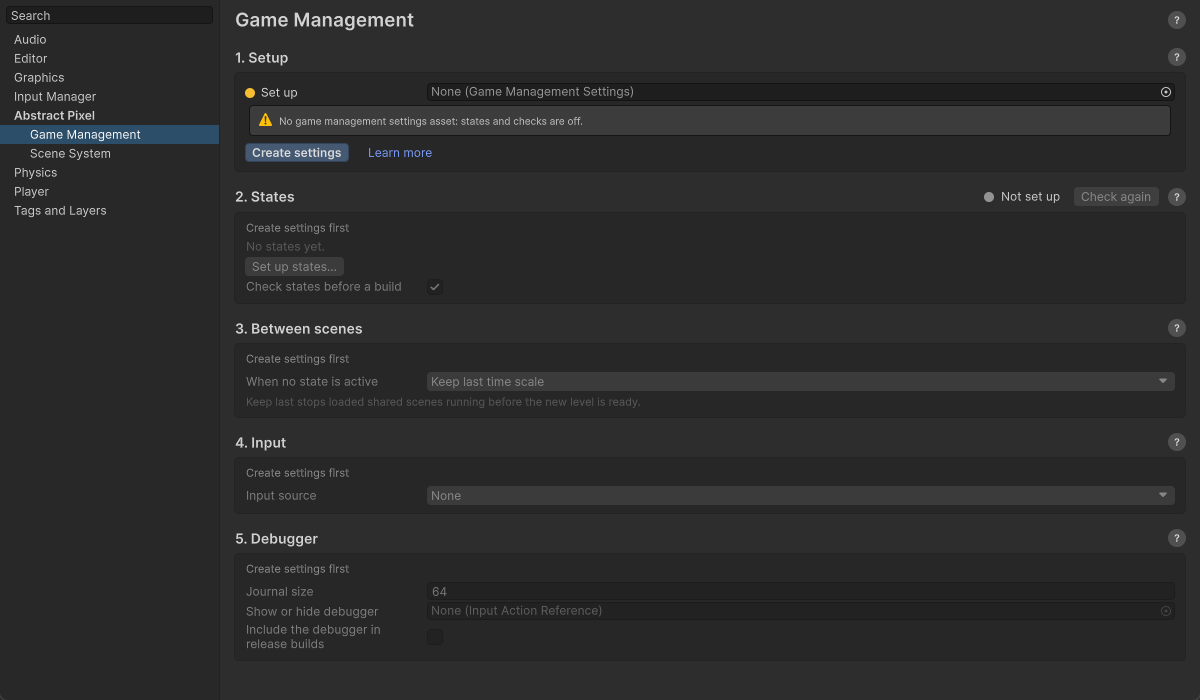 Search
Audio
Editor
Graphics
Input Manager
Abstract Pixel
Game Management
Scene System
Physics
Player
Tags and Layers
Game Management
?
1. Setup
?
Set up
None (Game Management Settings)
No game management settings asset: states and checks are off.
Create settings
Learn more
2. States
Not set up
Check again
?
Create settings first
No states yet.
Set up states...
Check states before a build
3. Between scenes
?
Create settings first
When no state is active
Keep last time scale
Keep last stops loaded shared scenes running before the new level is ready.
4. Input
?
Create settings first
Input source
None
5. Debugger
?
Create settings first
Journal size
64
Show or hide debugger
None (Input Action Reference)
Include the debugger in
release builds